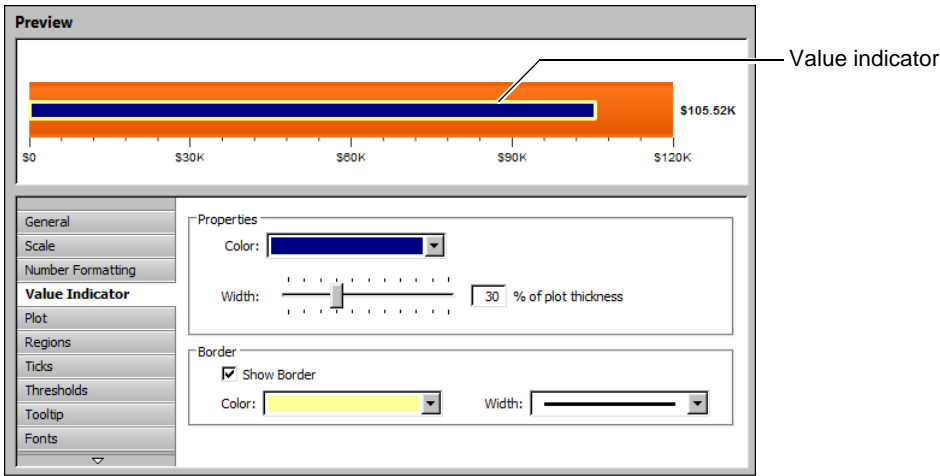 Preview
Value indicator
$105.52K
$0 $30K $60K $90K $120K
General
Scale
Number Formatting
Value Indicator
Plot
Regions
Ticks
Thresholds
Tooltip
Fonts
Properties
Color:
Width: 30 % of plot thickness
Border
Show Border
Color: Width: